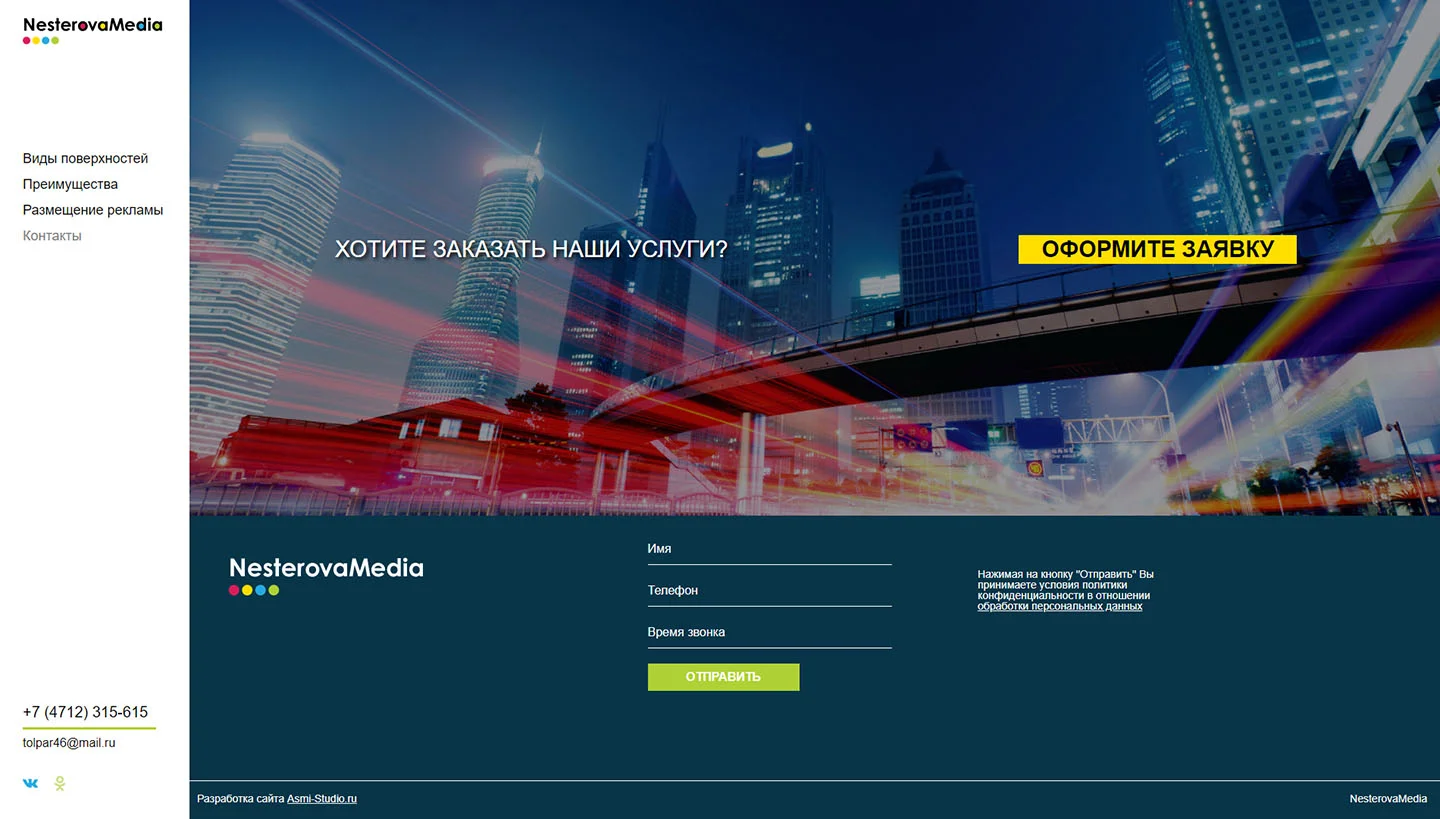 NesterovaMedia
Виды поверхностей
Преимущества
Размещение рекламы
Контакты
+7 (4712) 315-615
tolpar46@mail.ru
ХОТИТЕ ЗАКАЗАТЬ НАШИ УСЛУГИ?
ОФОРМИТЕ ЗАЯВКУ
NesterovaMedia
Имя
Телефон
Время звонка
ОТПРАВИТЬ
Нажимая на кнопку "Отправить" Вы
принимаете условия политики
конфиденциальности в отношении
обработки персональных данных
Разработка сайта Asmi-Studio.ru
NesterovaMedia